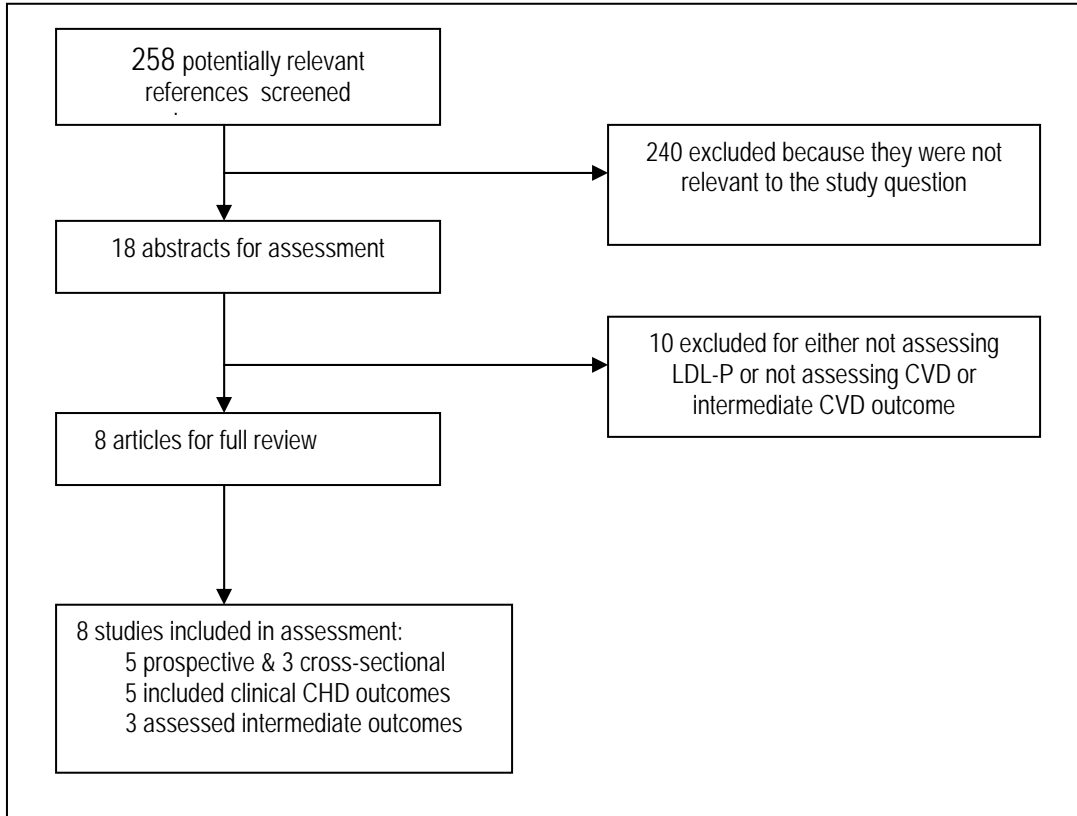 258 potentially relevant
references screened
.
240 excluded because they were not
relevant to the study question
18 abstracts for assessment
10 excluded for either not assessing
LDL-P or not assessing CVD or
intermediate CVD outcome
8 articles for full review
8 studies included in assessment:
5 prospective & 3 cross-sectional
5 included clinical CHD outcomes
3 assessed intermediate outcomes